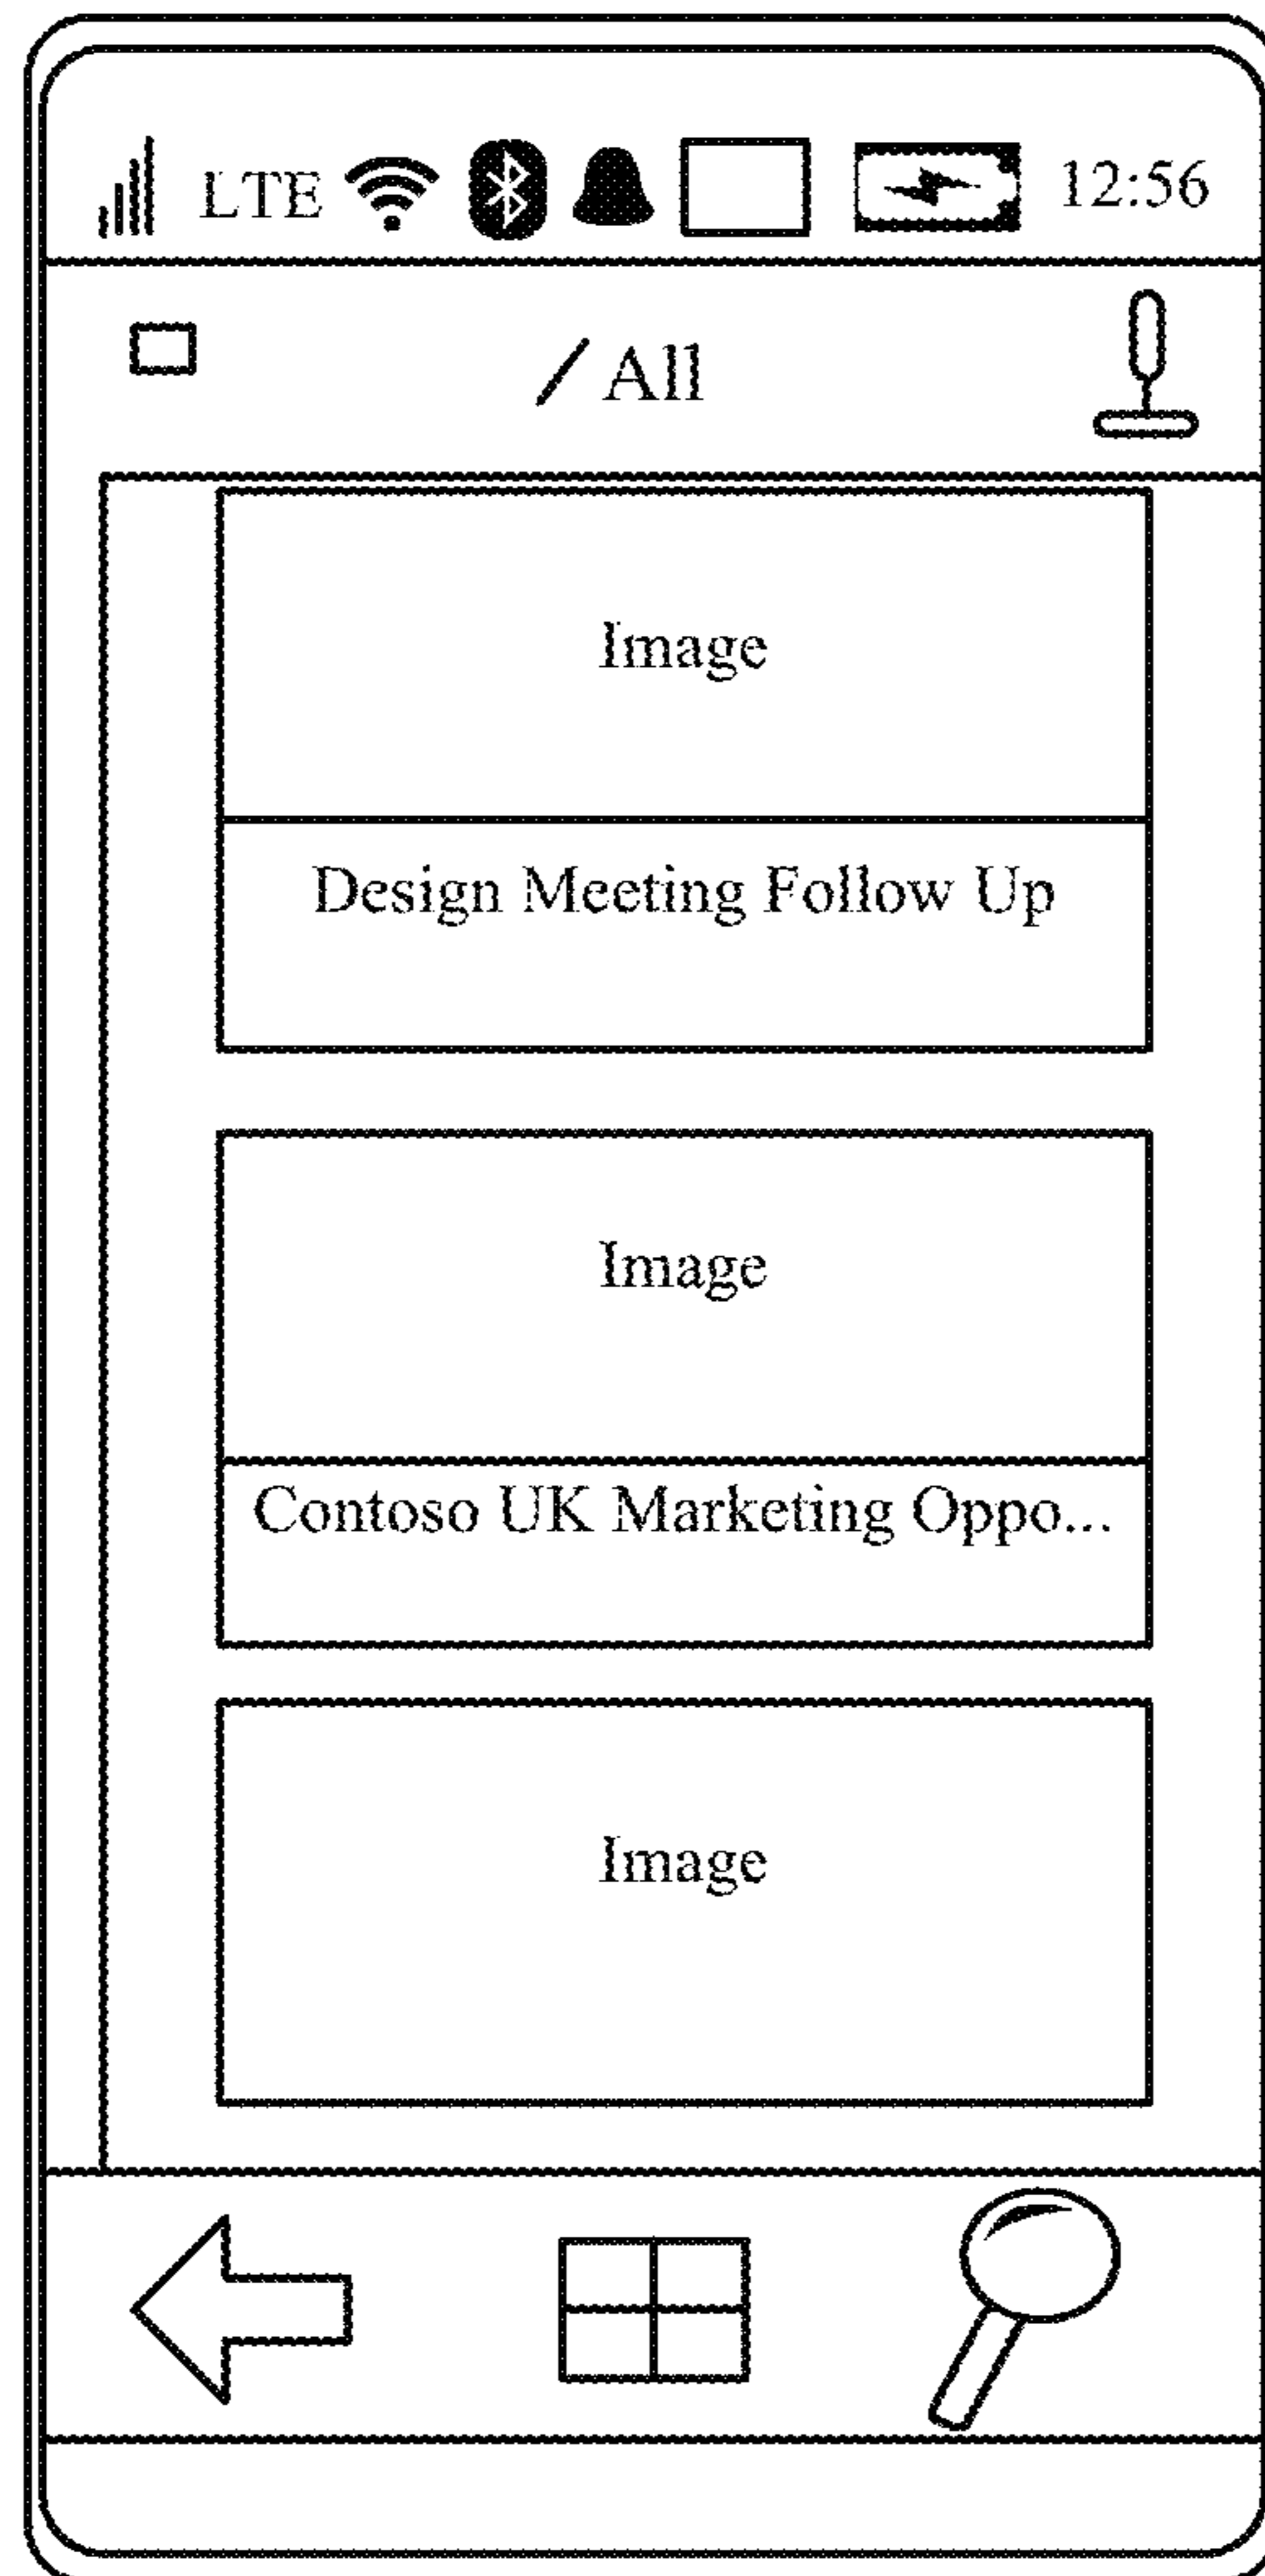 LTE 12:56
/ All
Image
Design Meeting Follow Up
Image
Contoso UK Marketing Oppo...
Image